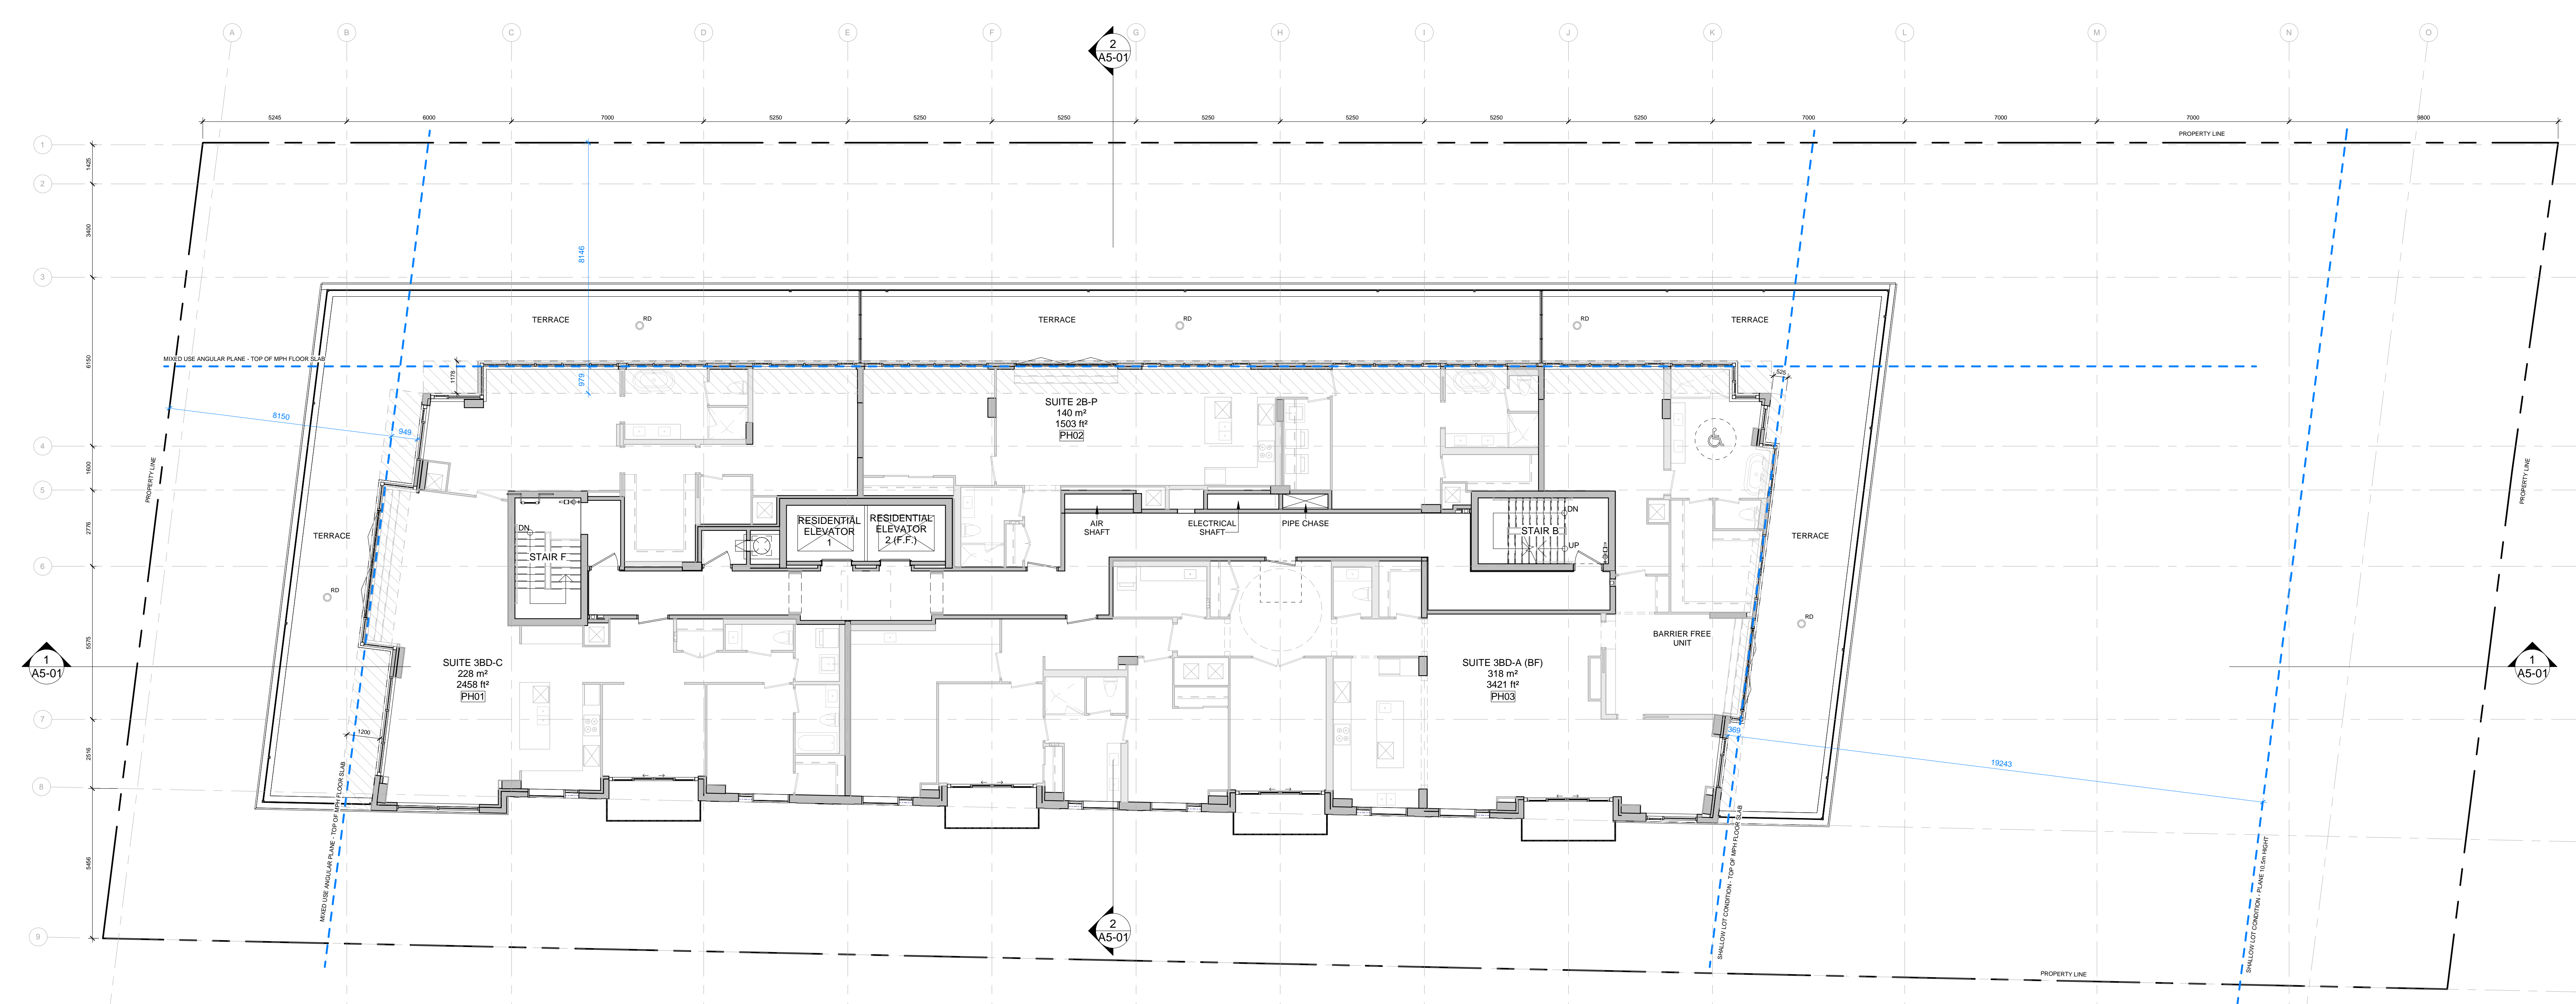 A B C D E F G H I J K L M N O
2
A5-01
5245 6000 7000 5250 5250 5250 5250 5250 5250 5250 7000 7000 7000 9800
PROPERTY LINE
1
1425
2
3400
8146
3
6150
TERRACE
RD
TERRACE
RD
RD
TERRACE
MIXED USE ANGULAR PLANE - TOP OF MPH FLOOR SLAB
1178
979
525
8150
949
SUITE 2B-P
140 m²
1503 ft²
PH02
4
1600
5
PROPERTY LINE
PROPERTY LINE
2776
DN
STAIR F
RESIDENTIAL
ELEVATOR
1
RESIDENTIAL
ELEVATOR
2 (F.F.)
AIR
SHAFT
ELECTRICAL
SHAFT
PIPE CHASE
DN
STAIR B
UP
TERRACE
TERRACE
6
RD
RD
5575
BARRIER FREE
UNIT
1
A5-01
SUITE 3BD-C
228 m²
2458 ft²
PH01
SUITE 3BD-A (BF)
318 m²
3421 ft²
PH03
1
A5-01
7
1200
369
19243
2516
8
MIXED USE ANGULAR PLANE - TOP OF MPH FLOOR SLAB
SHALLOW LOT CONDITION - TOP OF MPH FLOOR SLAB
SHALLOW LOT CONDITION - PLANE 10.5m HIGHT
5456
9
2
A5-01
PROPERTY LINE